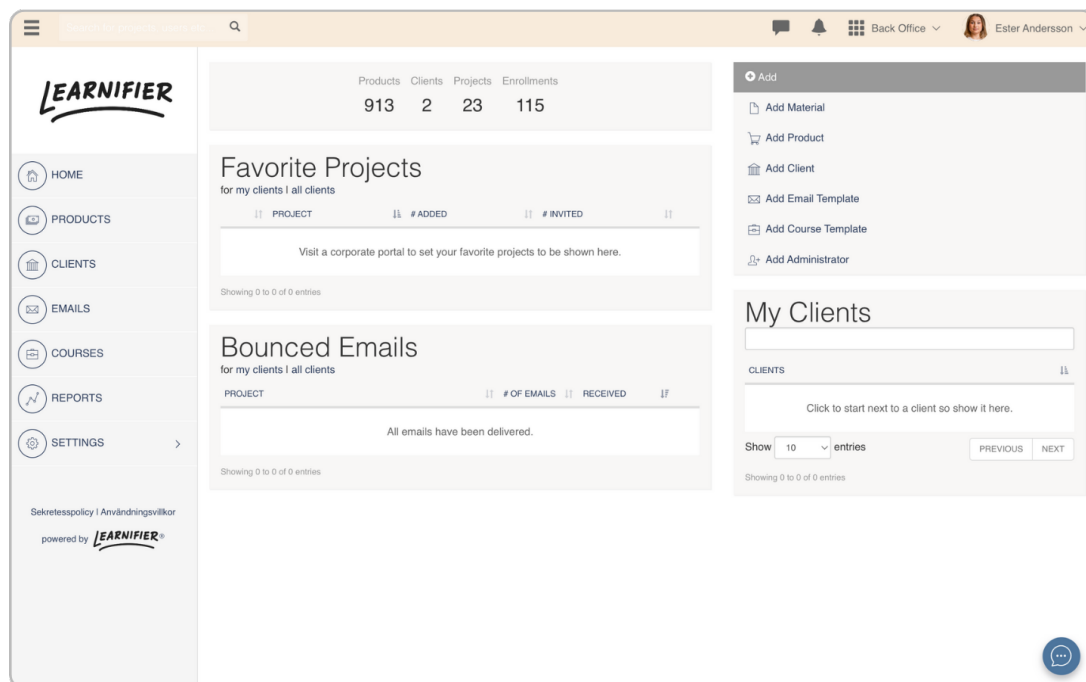 Back Office
Ester Andersson
LEARNIFIER
HOME
PRODUCTS
CLIENTS
EMAILS
COURSES
REPORTS
SETTINGS
Sekretesspolicy | Användningsvillkor
powered by LEARNIFIER®
Products Clients Projects Enrollments
913 2 23 115
Favorite Projects
for my clients | all clients
PROJECT # ADDED # INVITED
Visit a corporate portal to set your favorite projects to be shown here.
Showing 0 to 0 of 0 entries
Bounced Emails
for my clients | all clients
PROJECT # OF EMAILS RECEIVED
All emails have been delivered.
Showing 0 to 0 of 0 entries
Add
Add Material
Add Product
Add Client
Add Email Template
Add Course Template
Add Administrator
My Clients
CLIENTS
Click to start next to a client so show it here.
Show 10 entries
PREVIOUS NEXT
Showing 0 to 0 of 0 entries